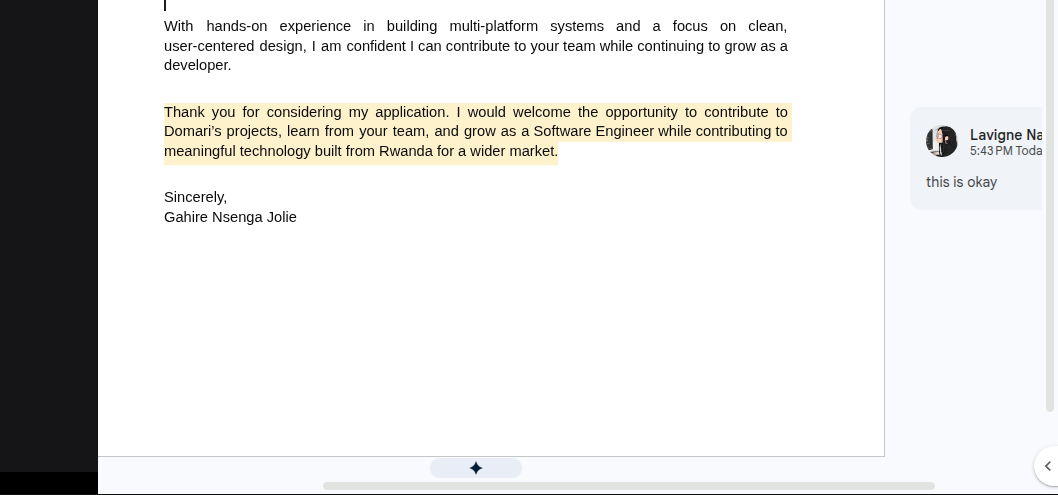 With hands-on experience in building multi-platform systems and a focus on clean,
user-centered design, I am confident I can contribute to your team while continuing to grow as a
developer.
Thank you for considering my application. I would welcome the opportunity to contribute to
Domari’s projects, learn from your team, and grow as a Software Engineer while contributing to
meaningful technology built from Rwanda for a wider market.
Sincerely,
Gahire Nsenga Jolie
Lavigne Na
5:43 PM Toda
this is okay